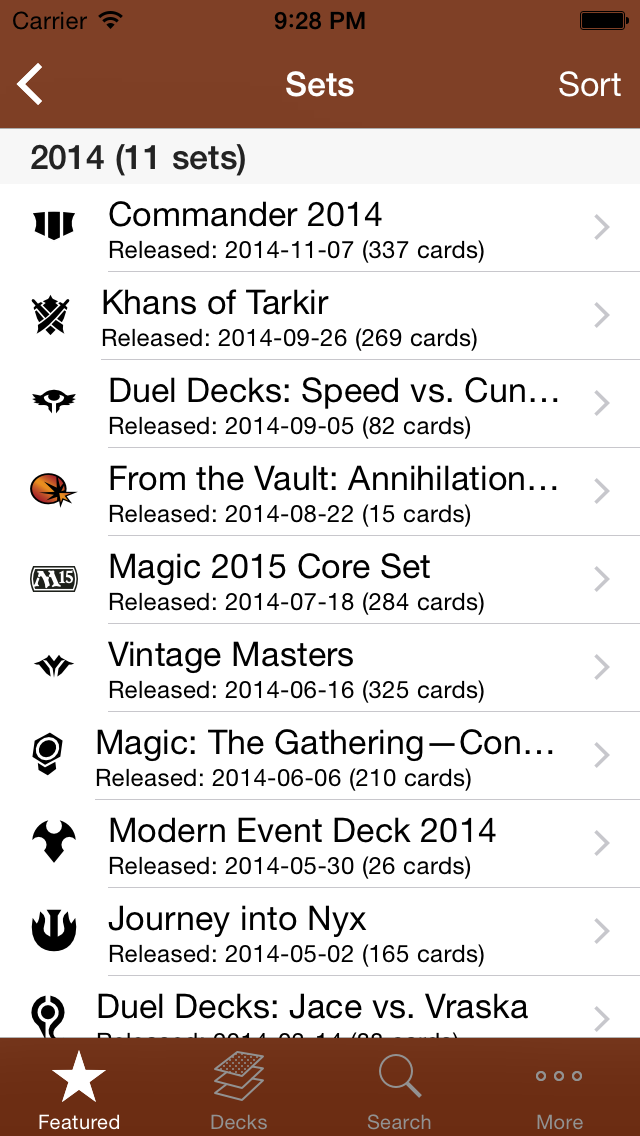 Carrier 9:28 PM
Sets Sort
2014 (11 sets)
Commander 2014
Released: 2014-11-07 (337 cards)
Khans of Tarkir
Released: 2014-09-26 (269 cards)
Duel Decks: Speed vs. Cun...
Released: 2014-09-05 (82 cards)
From the Vault: Annihilation...
Released: 2014-08-22 (15 cards)
M15
Magic 2015 Core Set
Released: 2014-07-18 (284 cards)
Vintage Masters
Released: 2014-06-16 (325 cards)
Magic: The Gathering—Con...
Released: 2014-06-06 (210 cards)
Modern Event Deck 2014
Released: 2014-05-30 (26 cards)
Journey into Nyx
Released: 2014-05-02 (165 cards)
Duel Decks: Jace vs. Vraska
Featured Decks Search More